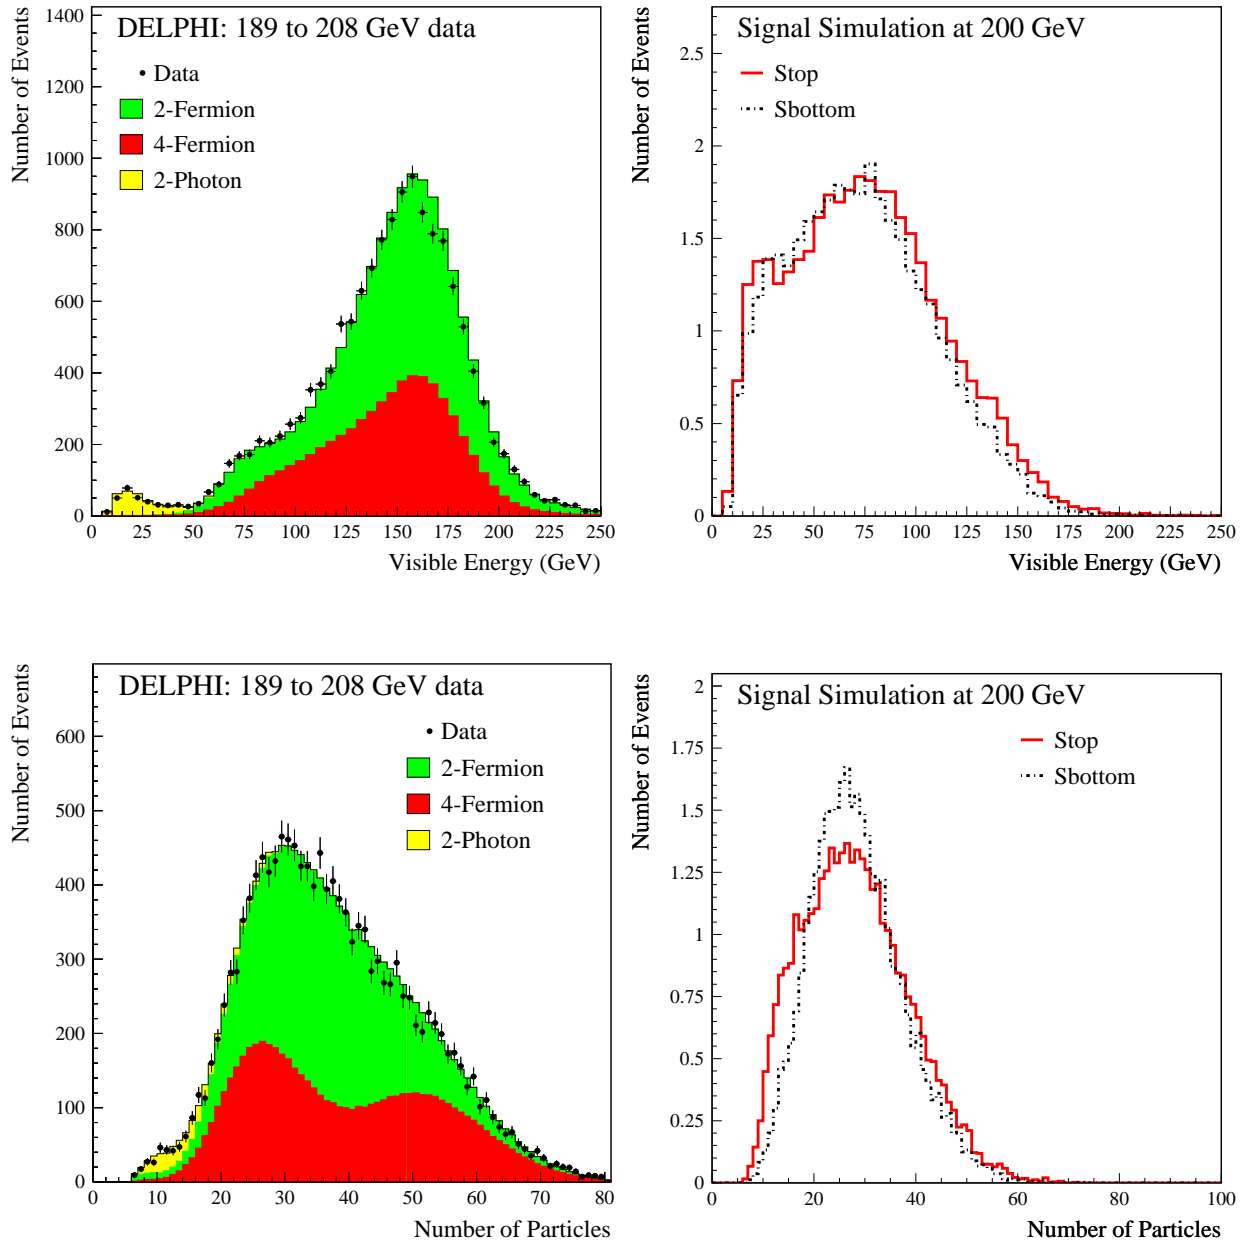 DELPHI: 189 to 208 GeV data
Number of Events
Data
2-Fermion
4-Fermion
2-Photon
1400
1200
1000
800
600
400
200
0
0 25 50 75 100 125 150 175 200 225 250
Visible Energy (GeV)
Signal Simulation at 200 GeV
Number of Events
Stop
Sbottom
2.5
2
1.5
1
0.5
0
0 25 50 75 100 125 150 175 200 225 250
Visible Energy (GeV)
DELPHI: 189 to 208 GeV data
Number of Events
Data
2-Fermion
4-Fermion
2-Photon
600
500
400
300
200
100
0
0 10 20 30 40 50 60 70 80
Number of Particles
Signal Simulation at 200 GeV
Number of Events
Stop
Sbottom
2
1.75
1.5
1.25
1
0.75
0.5
0.25
0
0 20 40 60 80 100
Number of Particles